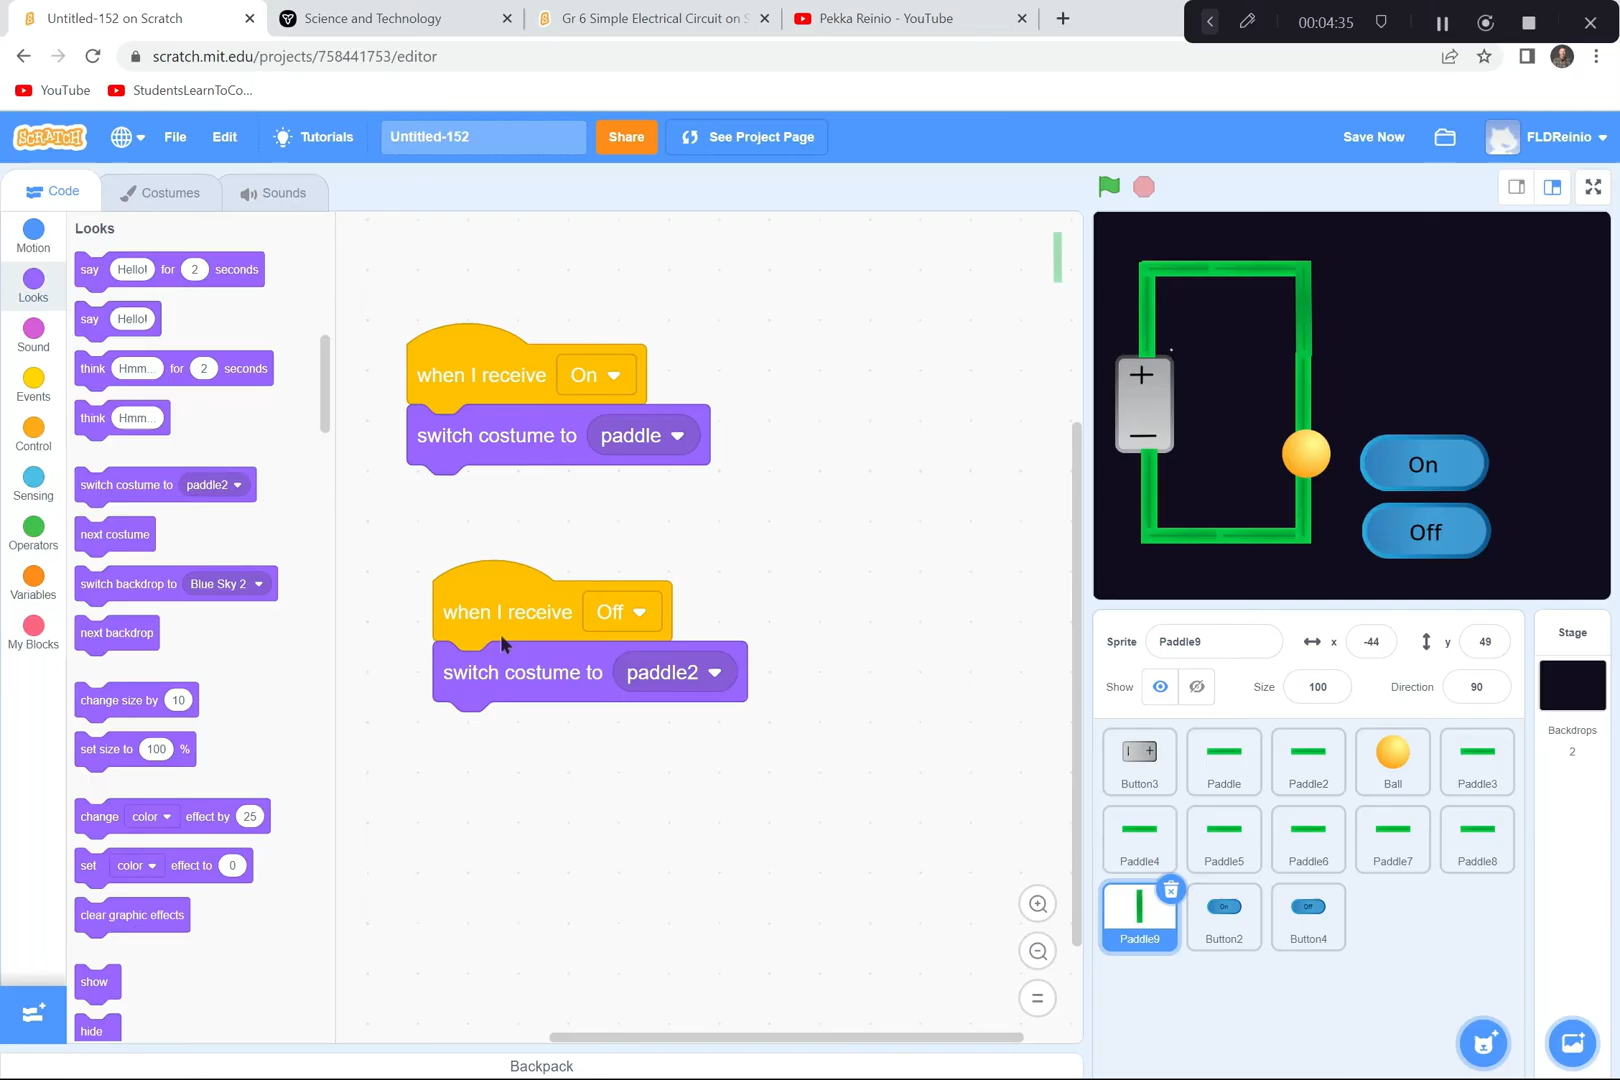 Untitled-152 on Scratch
Science and Technology
Gr 6 Simple Electrical Circuit on S
Pekka Reinio - YouTube
00:04:35
scratch.mit.edu/projects/758441753/editor
YouTube
StudentsLearnToCo...
SCRATCH
File
Edit
Tutorials
Untitled-152
Share
See Project Page
Save Now
FLDReinio
Code
Costumes
Sounds
Motion
Looks
Sound
Events
Control
Sensing
Operators
Variables
My Blocks
Looks
say Hello! for 2 seconds
say Hello!
think Hmm... for 2 seconds
think Hmm...
switch costume to paddle2
next costume
switch backdrop to Blue Sky 2
next backdrop
change size by 10
set size to 100 %
change color effect by 25
set color effect to 0
clear graphic effects
show
hide
when I receive On
switch costume to paddle
when I receive Off
switch costume to paddle2
Backpack
+
−
On
Off
Sprite Paddle9 x -44 y 49
Show Size 100 Direction 90
Button3
Paddle
Paddle2
Ball
Paddle3
Paddle4
Paddle5
Paddle6
Paddle7
Paddle8
Paddle9
On
Button2
Off
Button4
Stage
Backdrops
2